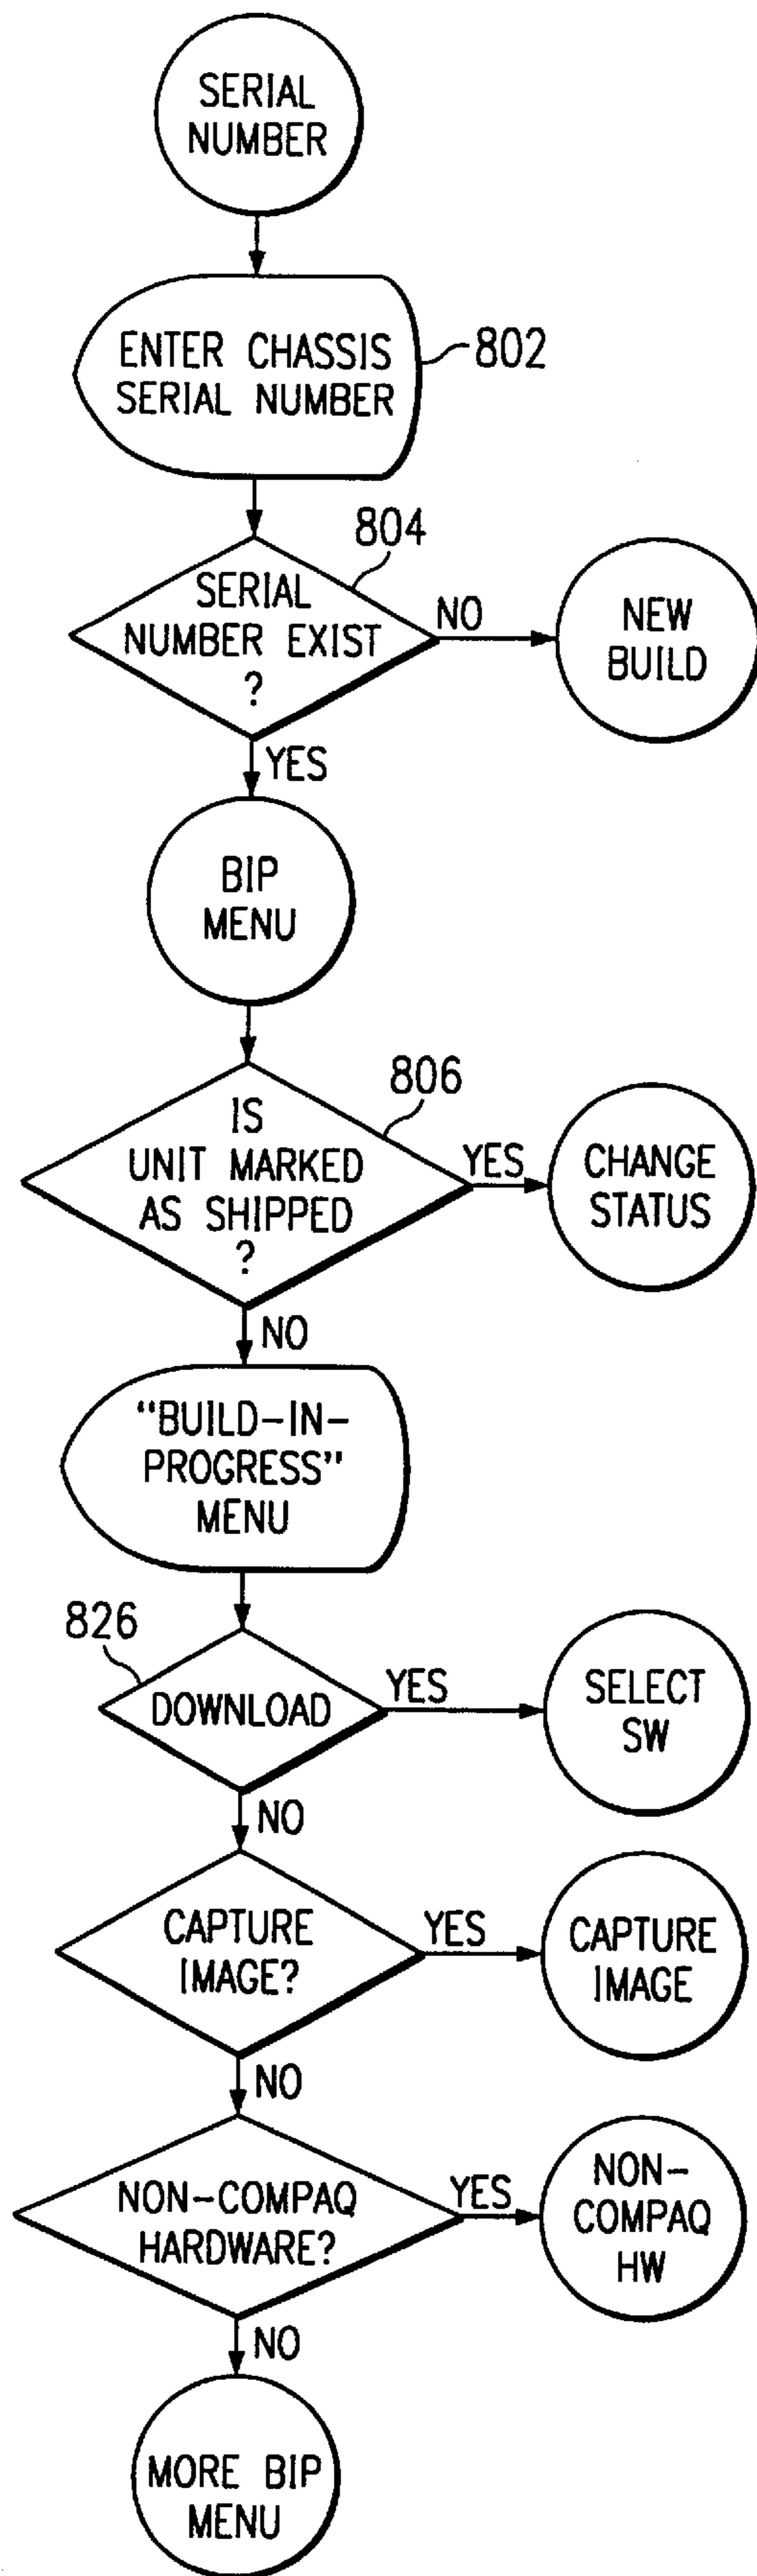 SERIAL
NUMBER
ENTER CHASSIS
SERIAL NUMBER
802
804
SERIAL
NUMBER EXIST
?
NO
NEW
BUILD
YES
BIP
MENU
806
IS
UNIT MARKED
AS SHIPPED
?
YES
CHANGE
STATUS
NO
“BUILD-IN-
PROGRESS”
MENU
826
DOWNLOAD
YES
SELECT
SW
NO
CAPTURE
IMAGE?
YES
CAPTURE
IMAGE
NO
NON-COMPAQ
HARDWARE?
YES
NON-
COMPAQ
HW
NO
MORE BIP
MENU